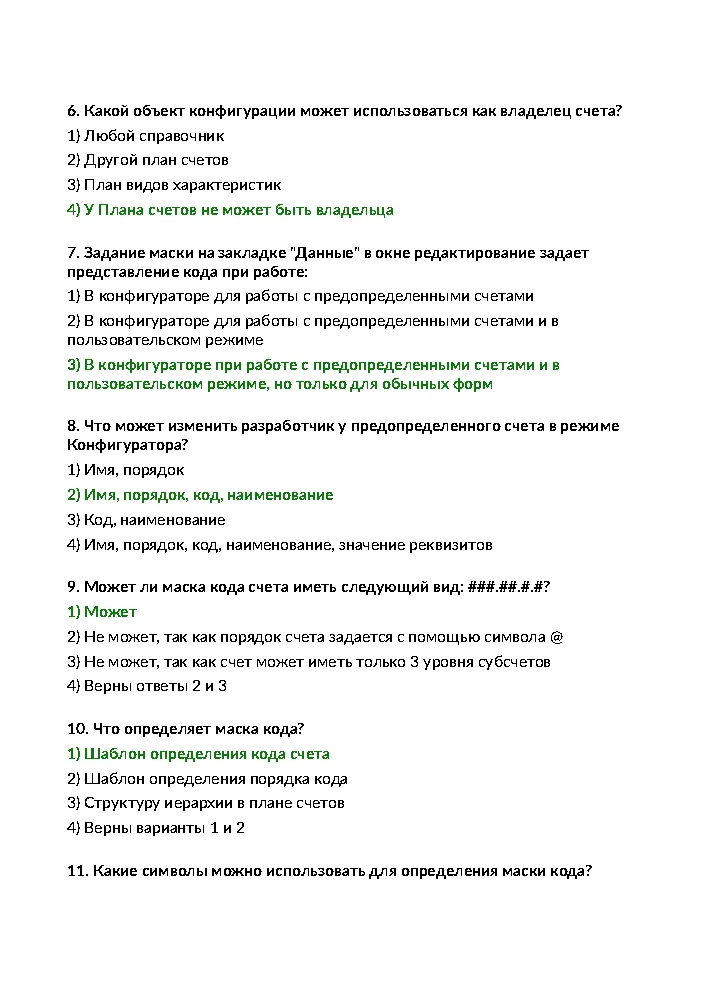 6. Какой объект конфигурации может использоваться как владелец счета?
1) Любой справочник
2) Другой план счетов
3) План видов характеристик
4) У Плана счетов не может быть владельца
7. Задание маски на закладке "Данные" в окне редактирование задает
представление кода при работе:
1) В конфигураторе для работы с предопределенными счетами
2) В конфигураторе для работы с предопределенными счетами и в
пользовательском режиме
3) В конфигураторе при работе с предопределенными счетами и в
пользовательском режиме, но только для обычных форм
8. Что может изменить разработчик у предопределенного счета в режиме
Конфигуратора?
1) Имя, порядок
2) Имя, порядок, код, наименование
3) Код, наименование
4) Имя, порядок, код, наименование, значение реквизитов
9. Может ли маска кода счета иметь следующий вид: ###.##.#.#?
1) Может
2) Не может, так как порядок счета задается с помощью символа @
3) Не может, так как счет может иметь только 3 уровня субсчетов
4) Верны ответы 2 и 3
10. Что определяет маска кода?
1) Шаблон определения кода счета
2) Шаблон определения порядка кода
3) Структуру иерархии в плане счетов
4) Верны варианты 1 и 2
11. Какие символы можно использовать для определения маски кода?